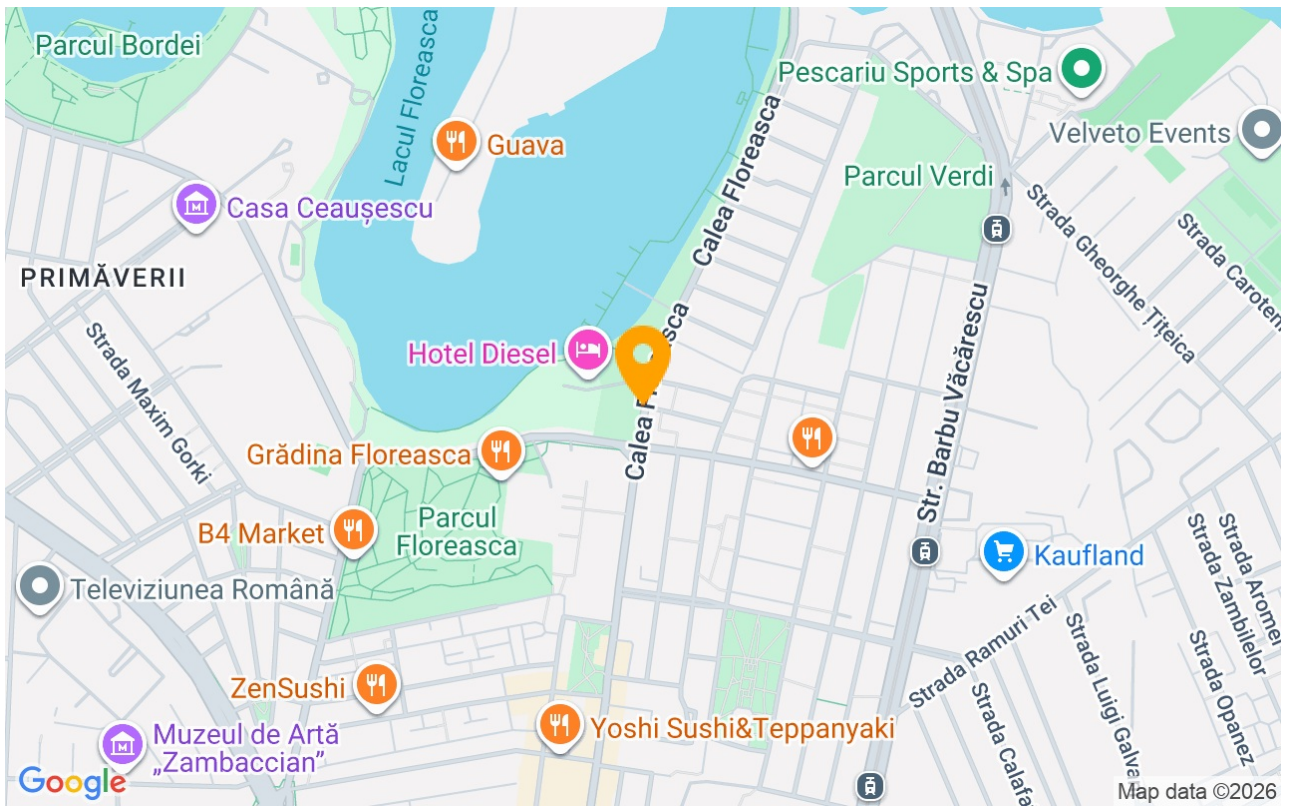 Parcul Bordei
Lacul Floreasca
Guava
Pescariu Sports & Spa
Velveto Events
Calea Floreasca
Parcul Verdi
Casa Ceaușescu
PRIMĂVERII
Strada Gheorghe Țițeica
Strada Carotem
Hotel Diesel
Strada Maxim Gorki
Str. Barbu Văcărescu
Calea F
asca
Grădina Floreasca
B4 Market
Parcul
Floreasca
Kaufland
Televiziunea Română
Strada Aromei
Strada Zambilelor
Strada Ramuri Tei
Strada Luigi Galva
Strada Opanez
Strada Calafa
ZenSushi
Yoshi Sushi&Teppanyaki
Muzeul de Artă
„Zambaccian”
Google
Map data ©2026